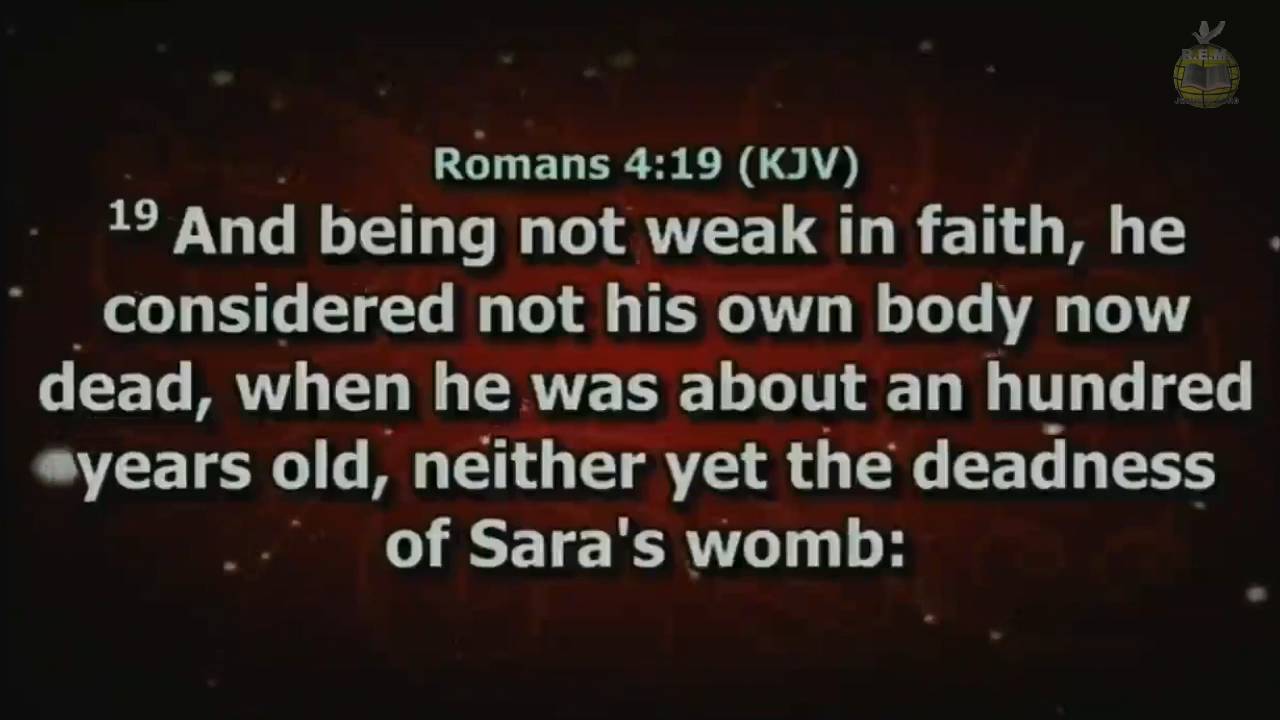 R.E.M
Romans 4:19 (KJV)
19 And being not weak in faith, he
considered not his own body now
dead, when he was about an hundred
years old, neither yet the deadness
of Sara's womb: